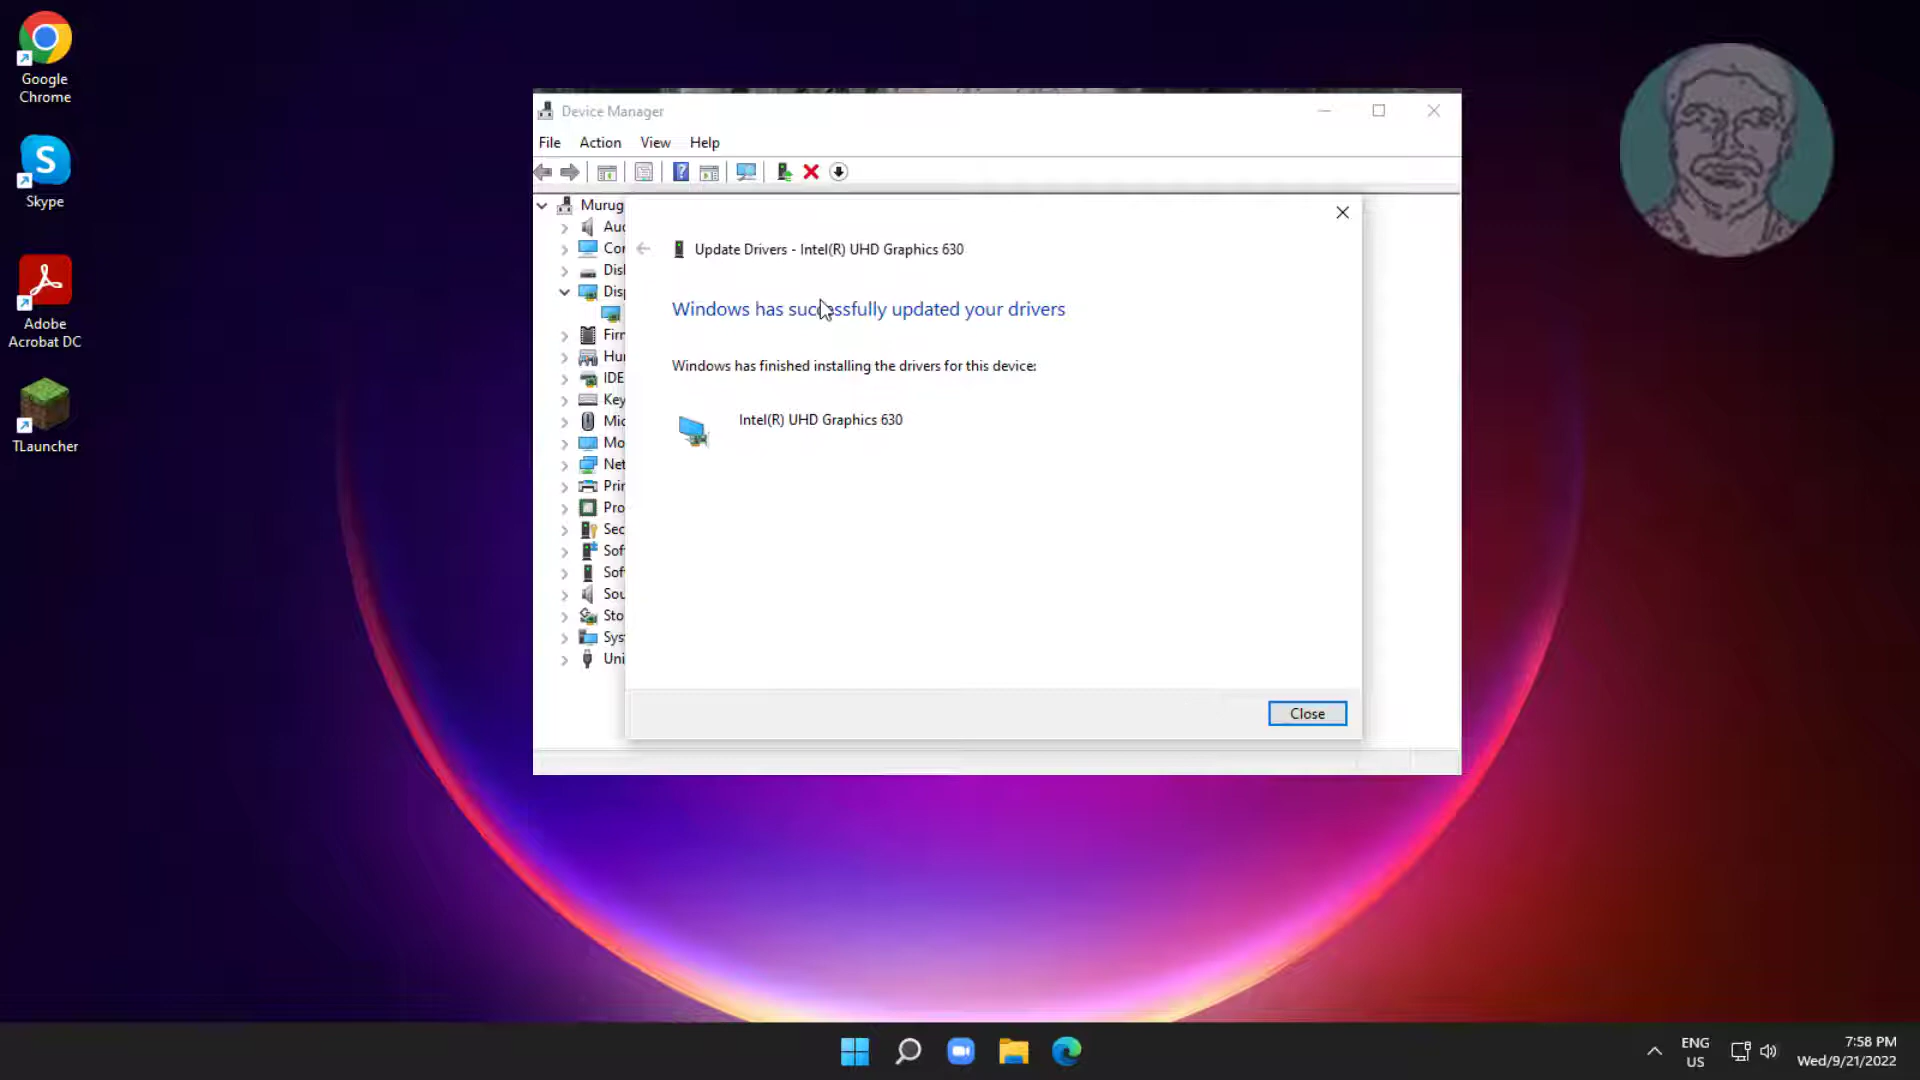 Google
Chrome
Skype
Adobe
Acrobat DC
TLauncher
Device Manager
File Action View Help
Update Drivers - Intel(R) UHD Graphics 630
Windows has successfully updated your drivers
Windows has finished installing the drivers for this device:
Intel(R) UHD Graphics 630
Close
Murug
Auc
Cor
Disl
Disp
Firr
Hur
IDE
Key
Mic
Mo
Net
Prir
Pro
Sec
Sof
Sof
Sou
Sto
Sys
Uni
ENG
US
7:58 PM
Wed/9/21/2022